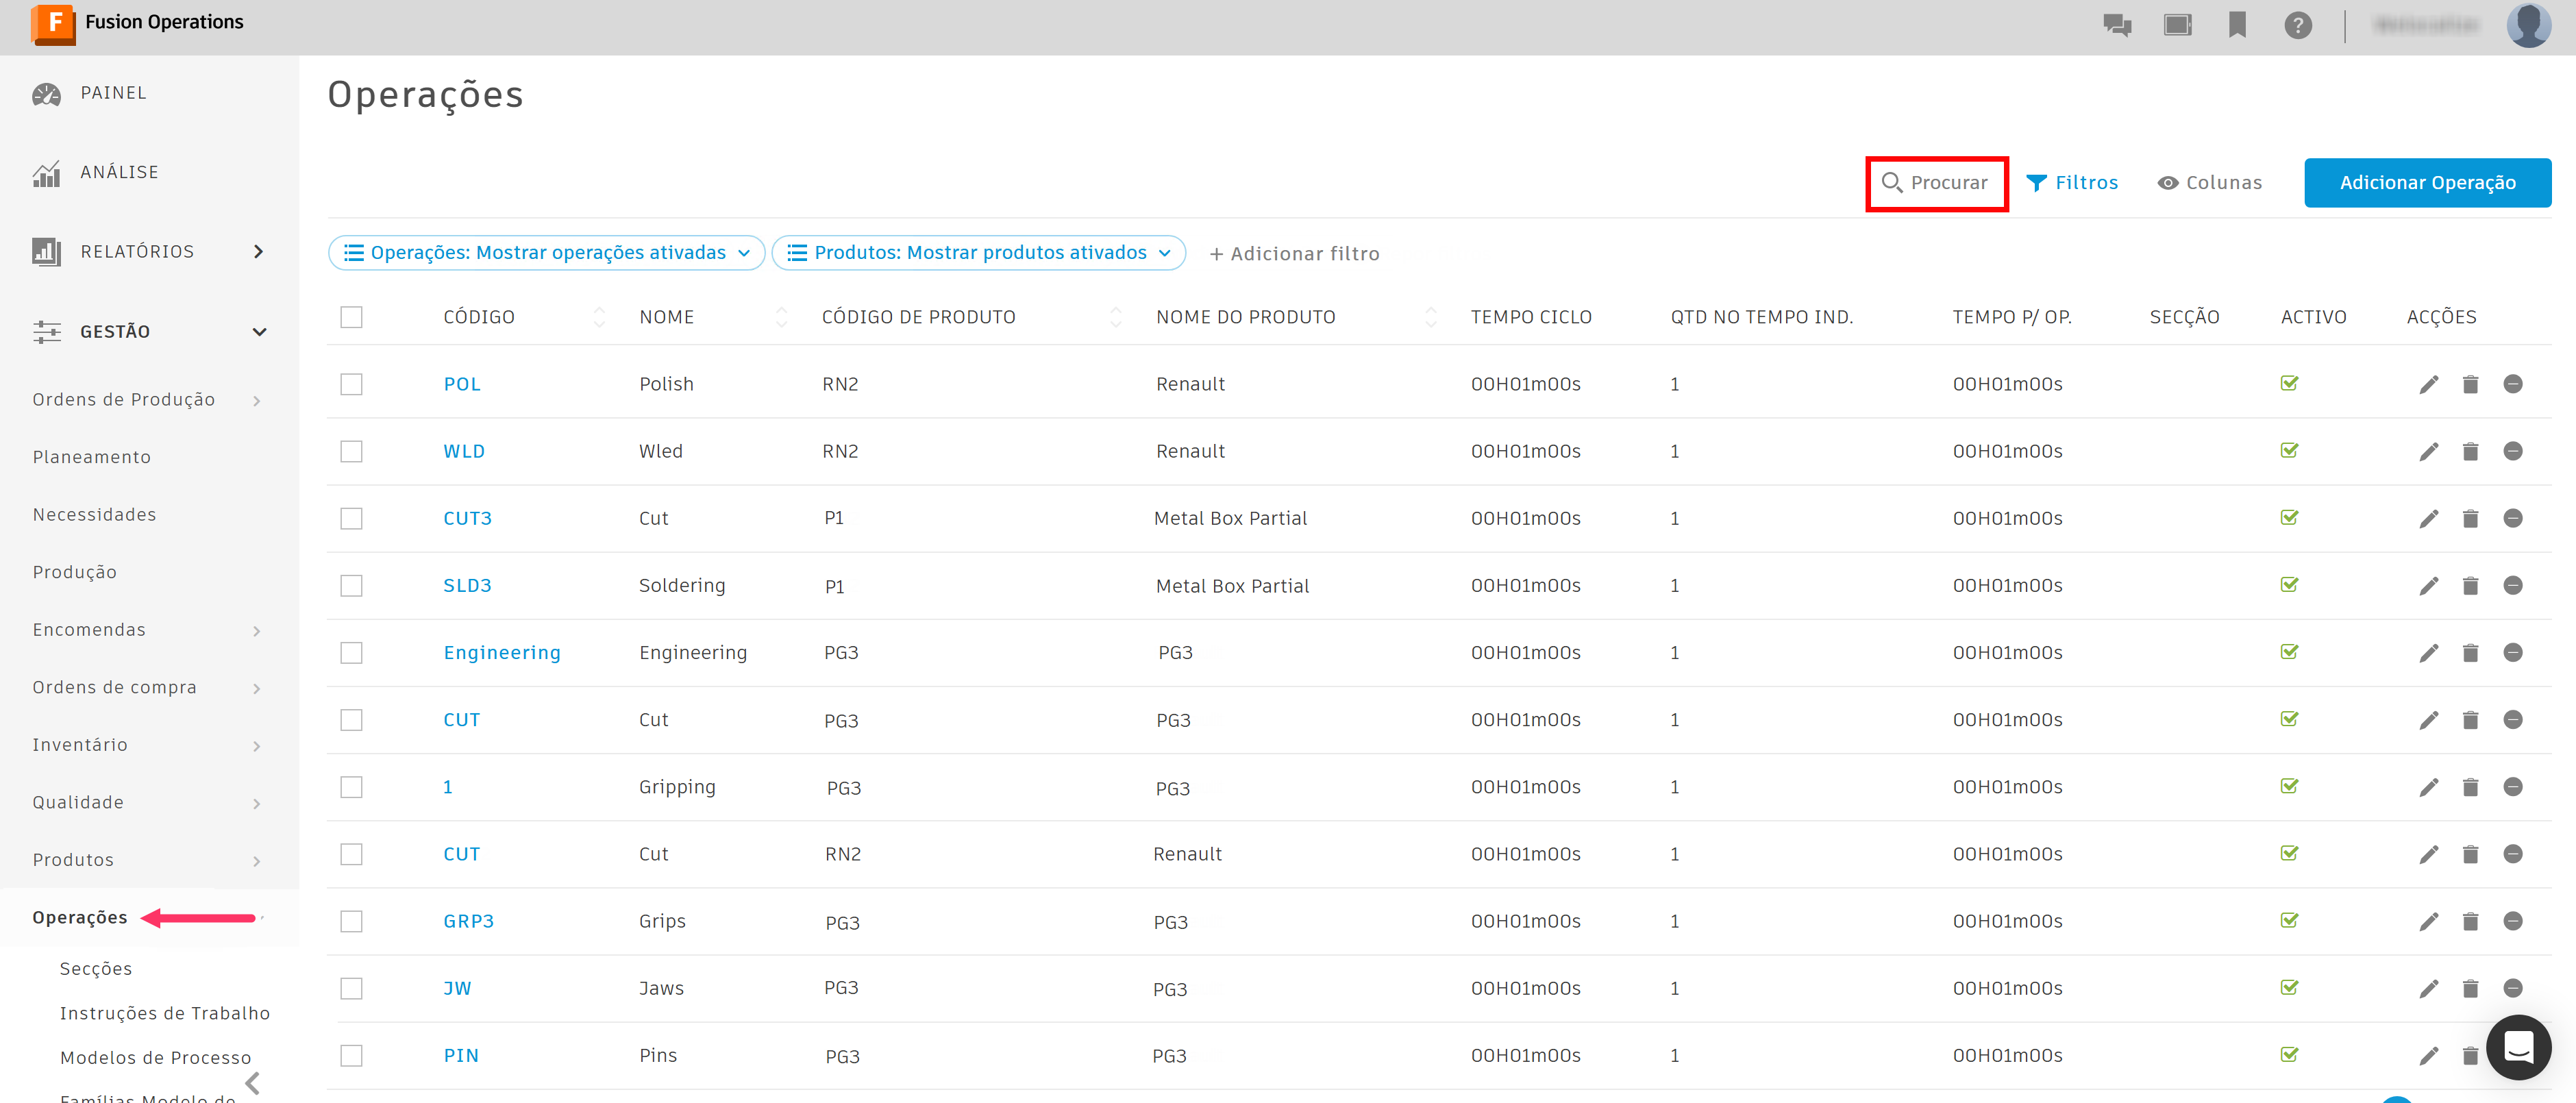 F Fusion Operations
PAINEL
ANÁLISE
RELATÓRIOS
GESTÃO
Ordens de Produção
Planeamento
Necessidades
Produção
Encomendas
Ordens de compra
Inventário
Qualidade
Produtos
Operações
Secções
Instruções de Trabalho
Modelos de Processo
Famílias Modelo de
Operações
Procurar Filtros Colunas Adicionar Operação
Operações: Mostrar operações ativadas Produtos: Mostrar produtos ativados + Adicionar filtro
CÓDIGO NOME CÓDIGO DE PRODUTO NOME DO PRODUTO TEMPO CICLO QTD NO TEMPO IND. TEMPO P/ OP. SECÇÃO ACTIVO ACÇÕES
POL Polish RN2 Renault 00H01m00s 1 00H01m00s
WLD Wled RN2 Renault 00H01m00s 1 00H01m00s
CUT3 Cut P1 Metal Box Partial 00H01m00s 1 00H01m00s
SLD3 Soldering P1 Metal Box Partial 00H01m00s 1 00H01m00s
Engineering Engineering PG3 PG3 00H01m00s 1 00H01m00s
CUT Cut PG3 PG3 00H01m00s 1 00H01m00s
1 Gripping PG3 PG3 00H01m00s 1 00H01m00s
CUT Cut RN2 Renault 00H01m00s 1 00H01m00s
GRP3 Grips PG3 PG3 00H01m00s 1 00H01m00s
JW Jaws PG3 PG3 00H01m00s 1 00H01m00s
PIN Pins PG3 PG3 00H01m00s 1 00H01m00s